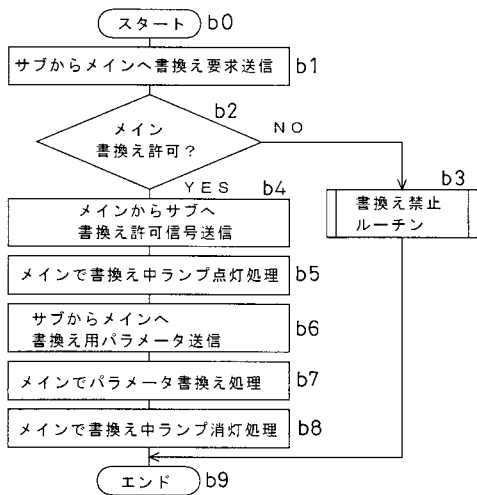 スタート b0
サブからメインへ書換え要求送信 b1
b2
メイン
書換え許可?
NO
YES
b4
b3
書換え禁止
ルーチン
メインからサブへ
書換え許可信号送信
メインで書換え中ランプ点灯処理 b5
サブからメインへ
書換え用パラメータ送信
b6
メインでパラメータ書換え処理 b7
メインで書換え中ランプ消灯処理 b8
エンド b9